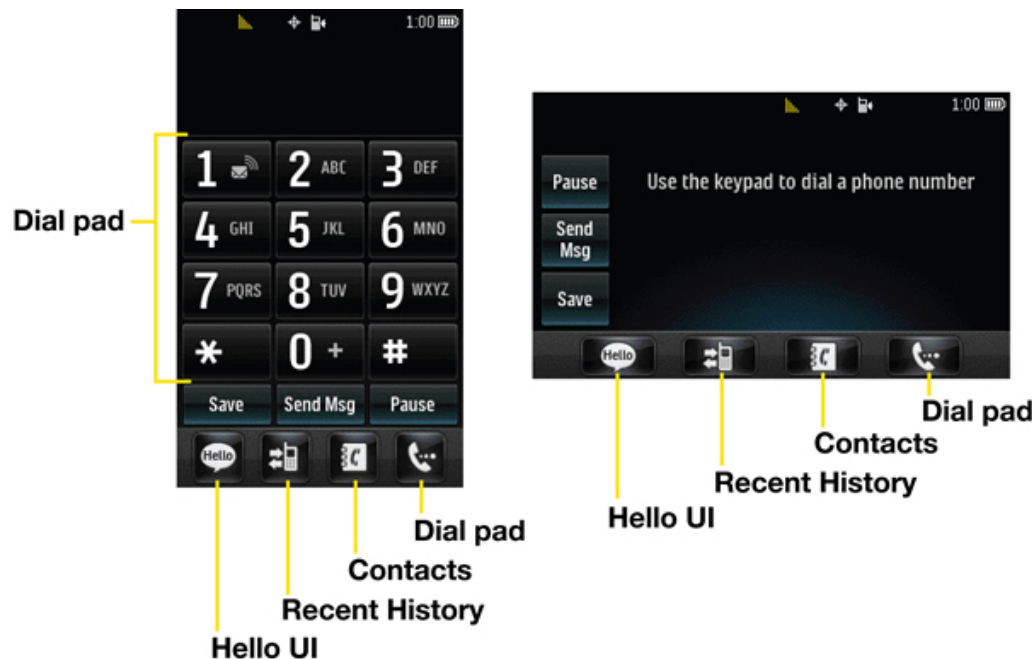 1:00
1
2 ABC
3 DEF
4 GHI
5 JKL
6 MNO
7 PQRS
8 TUV
9 WXYZ
*
0 +
#
Save Send Msg Pause
Hello
Dial pad
Dial pad
Contacts
Recent History
Hello UI
1:00
Pause
Use the keypad to dial a phone number
Send
Msg
Save
Hello
Dial pad
Contacts
Recent History
Hello UI